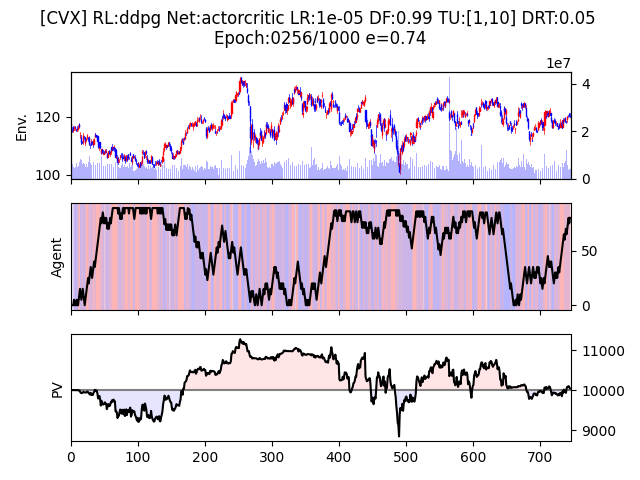 [CVX] RL:ddpg Net:actorcritic LR:1e-05 DF:0.99 TU:[1,10] DRT:0.05
Epoch:0256/1000 e=0.74
1e7
Env.
120
100
4
2
0
Agent
50
0
PV
11000
10000
9000
0 100 200 300 400 500 600 700